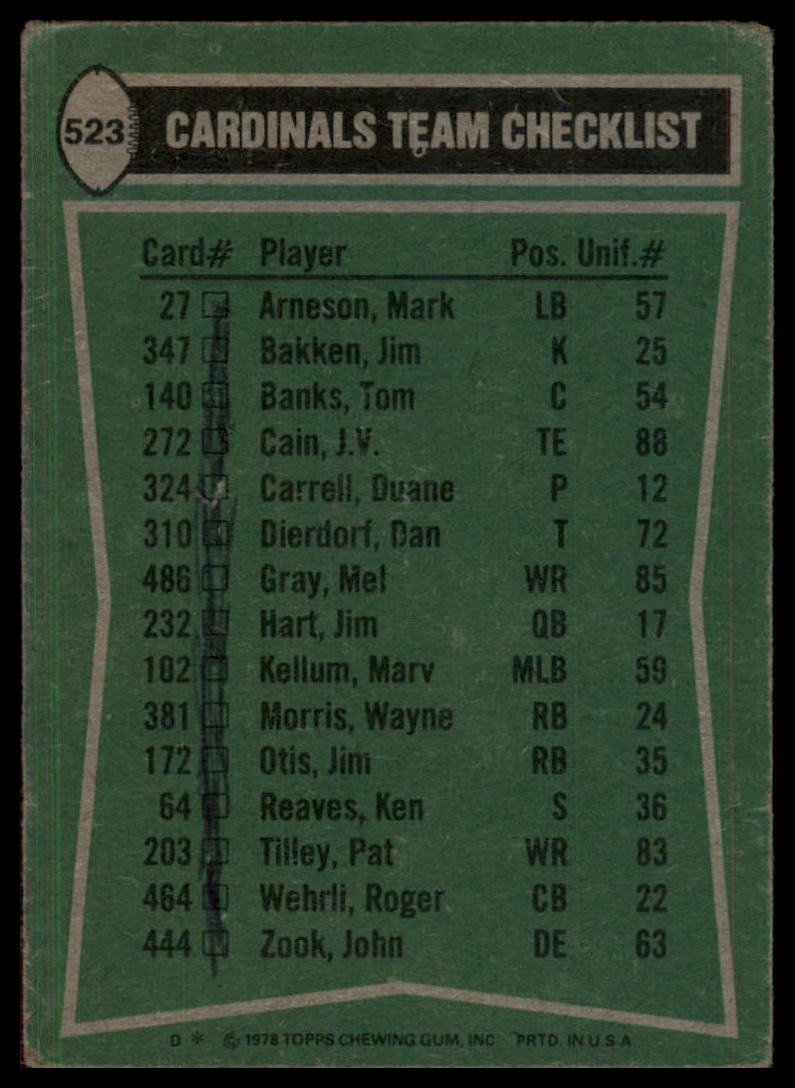 523 CARDINALS TEAM CHECKLIST
Card# Player Pos. Unif.#
27 Arneson, Mark LB 57
347 Bakken, Jim K 25
140 Banks, Tom C 54
272 Cain, J.V. TE 88
324 Carrell, Duane P 12
310 Dierdorf, Dan T 72
486 Gray, Mel WR 85
232 Hart, Jim QB 17
102 Kellum, Marv MLB 59
381 Morris, Wayne RB 24
172 Otis, Jim RB 35
64 Reaves, Ken S 36
203 Tilley, Pat WR 83
464 Wehrli, Roger CB 22
444 Zook, John DE 63
D * © 1978 TOPPS CHEWING GUM, INC PRTD. IN U.S.A